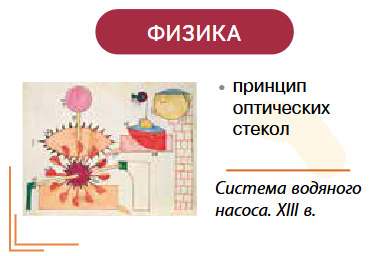 ФИЗИКА
• принцип
оптических
стекол
Система водяного
насоса. XIII в.